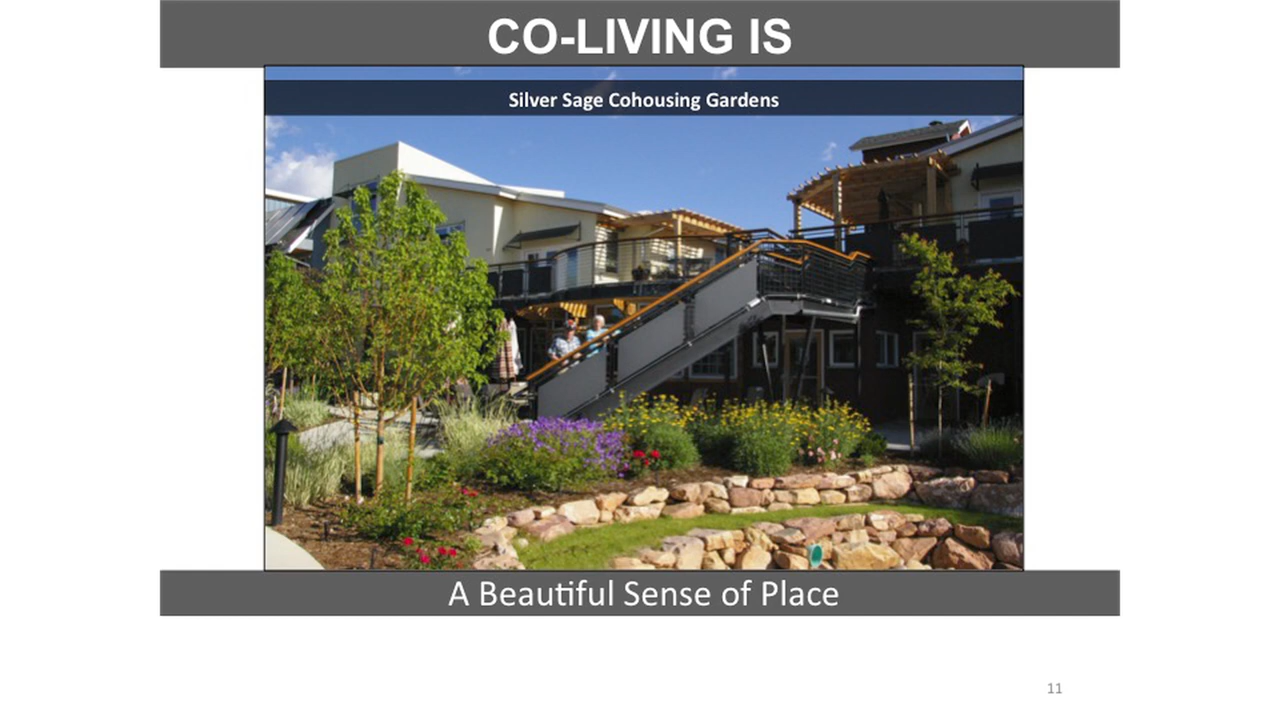 CO-LIVING IS
Silver Sage Cohousing Gardens
A Beautiful Sense of Place
11